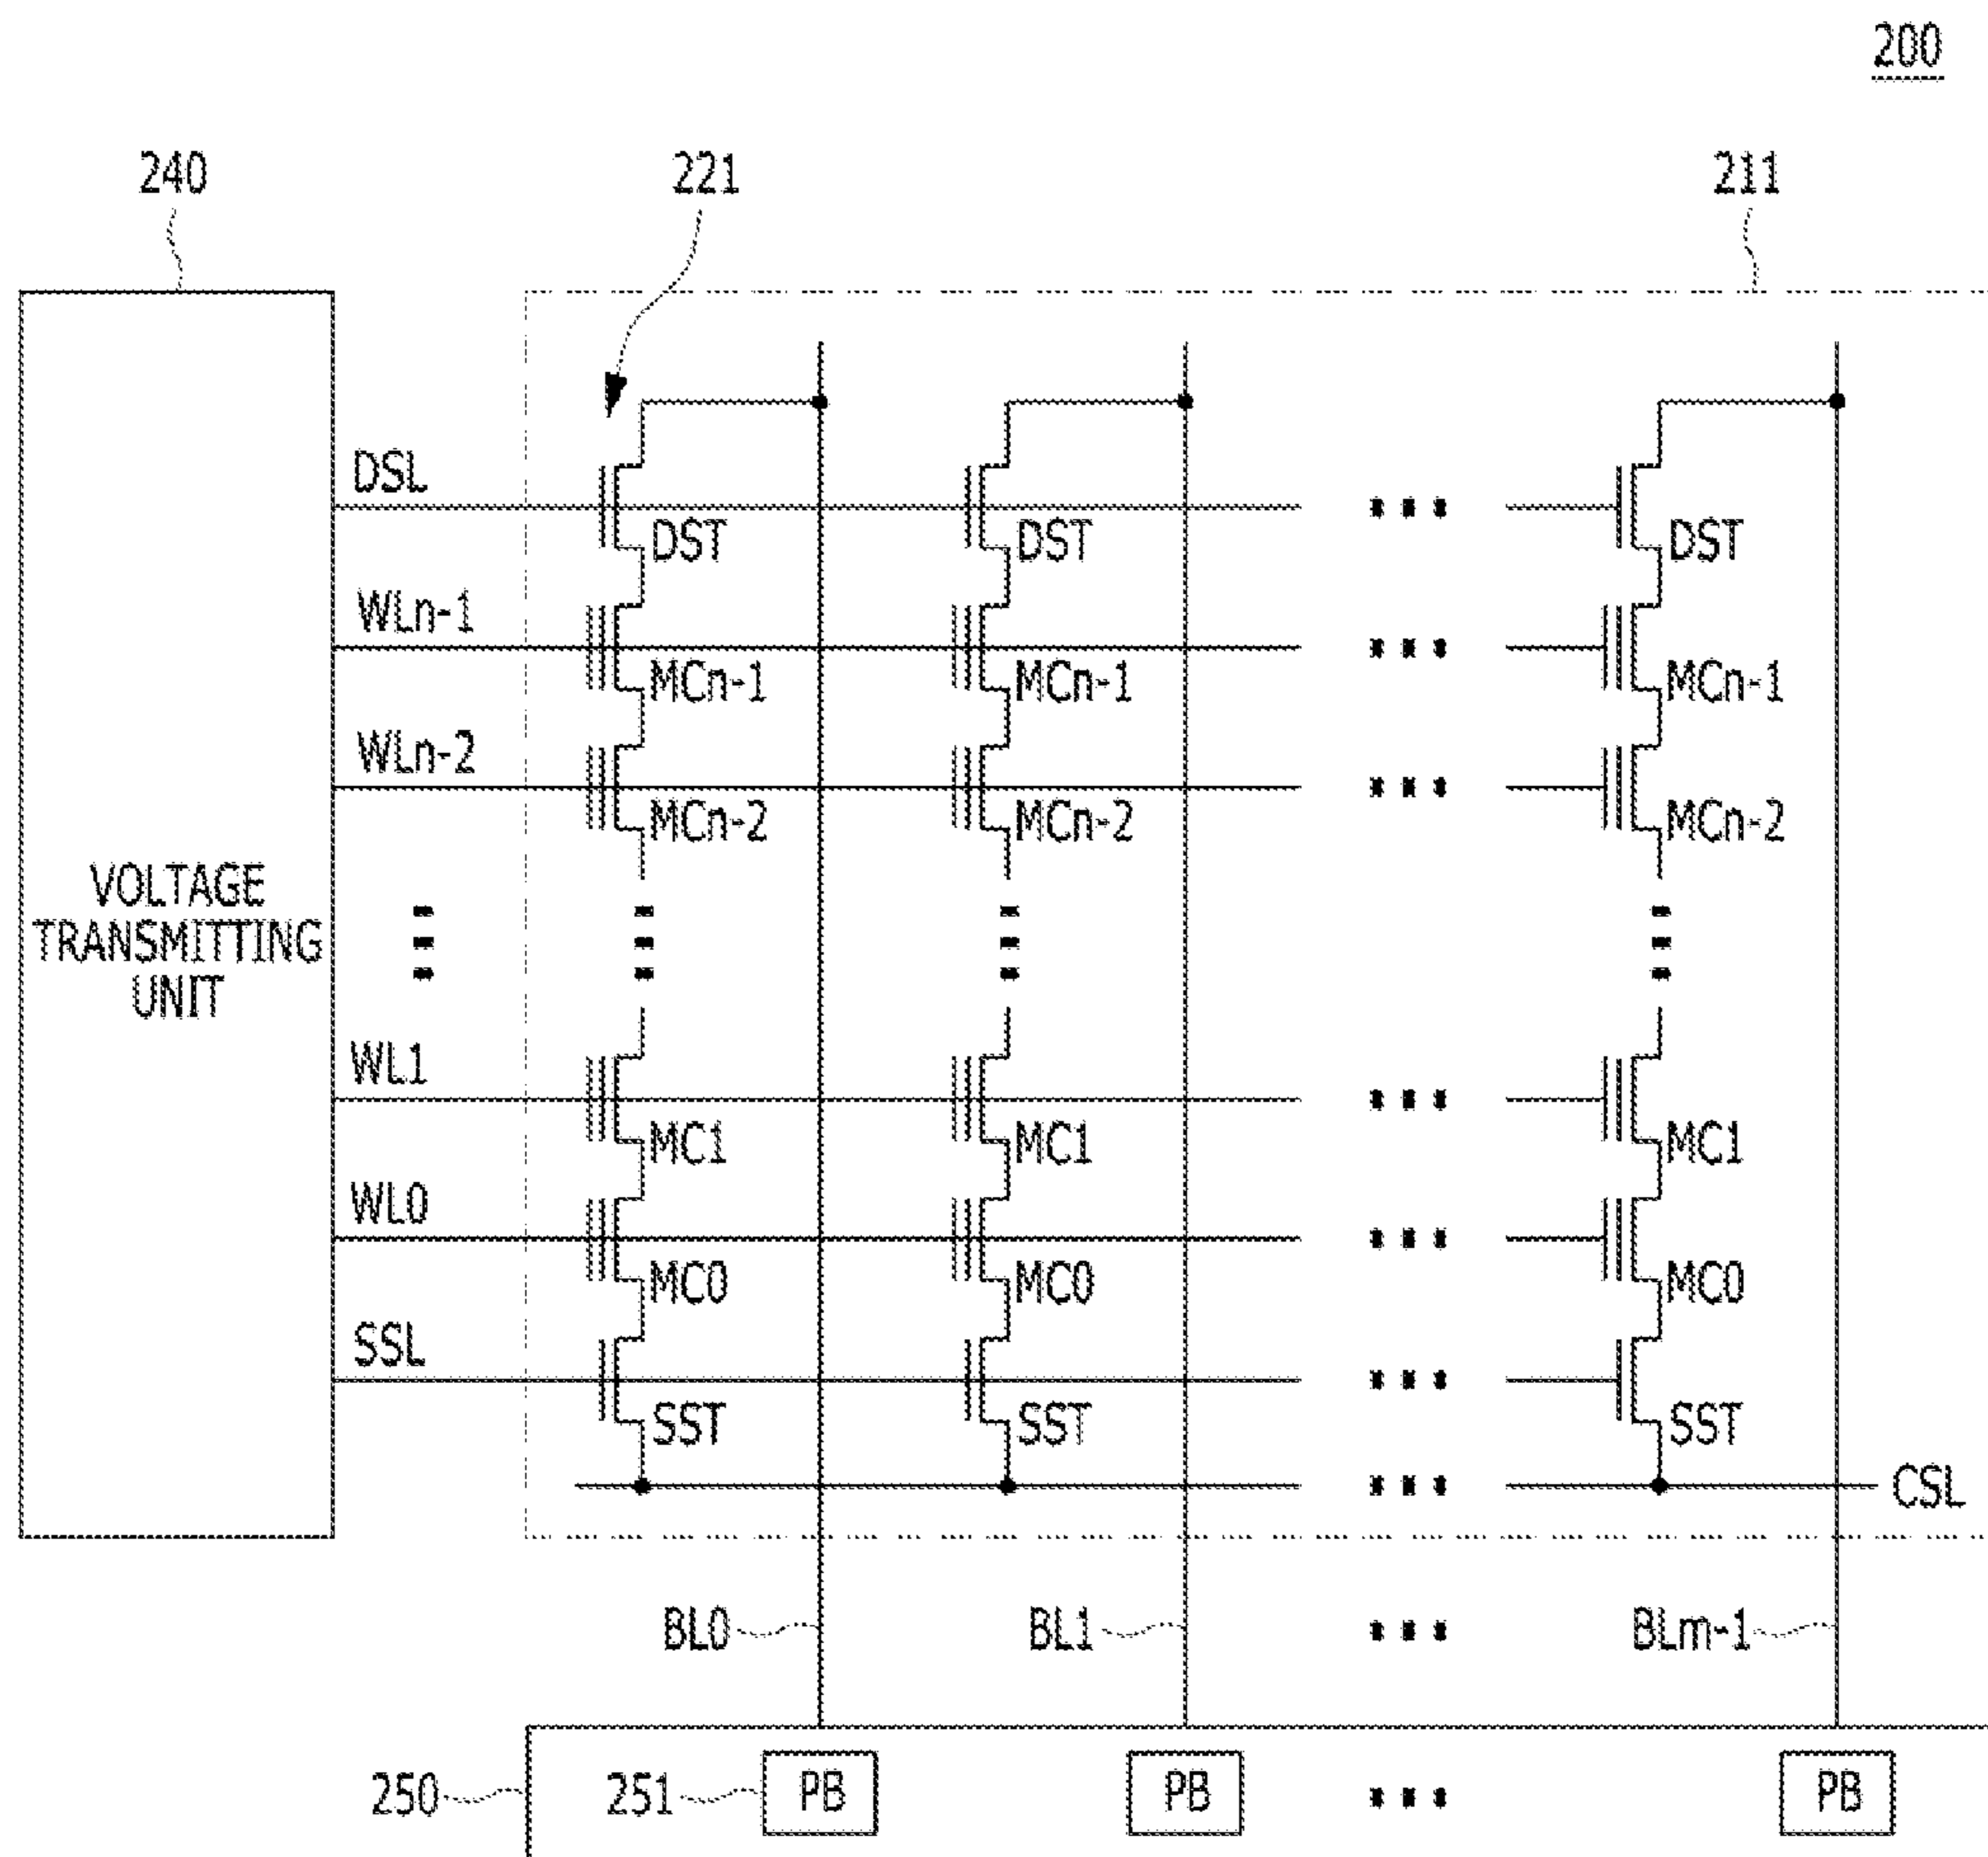 200
240 221 211
DSL
DST DST DST
WLn-1
MCn-1 MCn-1 MCn-1
WLn-2
MCn-2 MCn-2 MCn-2
VOLTAGE
TRANSMITTING
UNIT
WL1
MC1 MC1 MC1
WL0
MC0 MC0 MC0
SSL
SST SST SST
CSL
BL0 BL1 BLm-1
250 251 PB PB PB